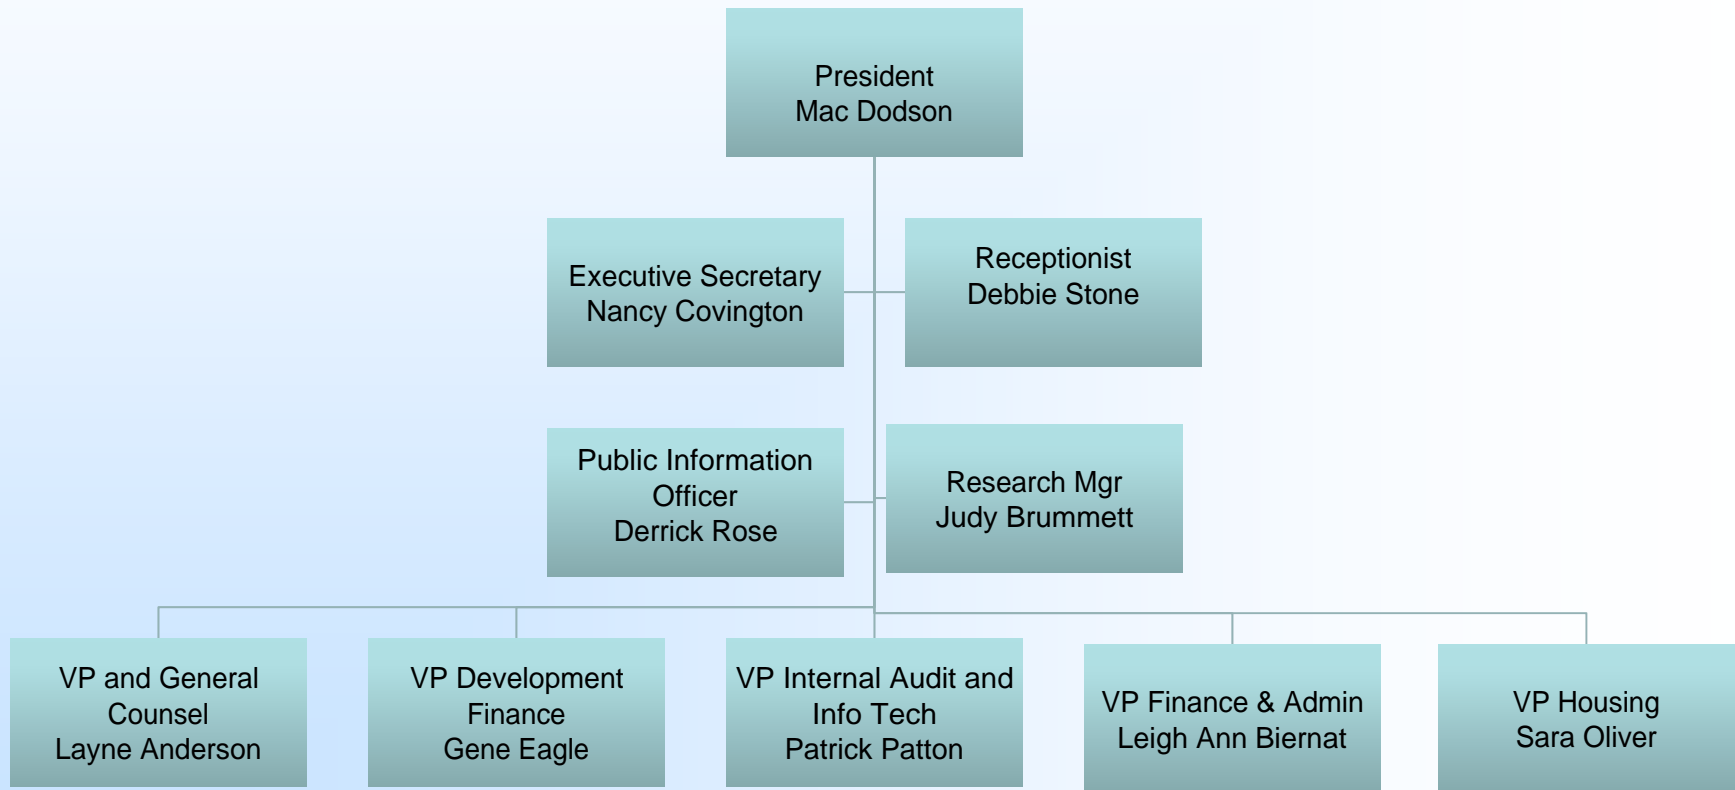 President
Mac Dodson
Executive Secretary
Nancy Covington
Receptionist
Debbie Stone
Public Information
Officer
Derrick Rose
Research Mgr
Judy Brummett
VP and General
Counsel
Layne Anderson
VP Development
Finance
Gene Eagle
VP Internal Audit and
Info Tech
Patrick Patton
VP Finance & Admin
Leigh Ann Biernat
VP Housing
Sara Oliver